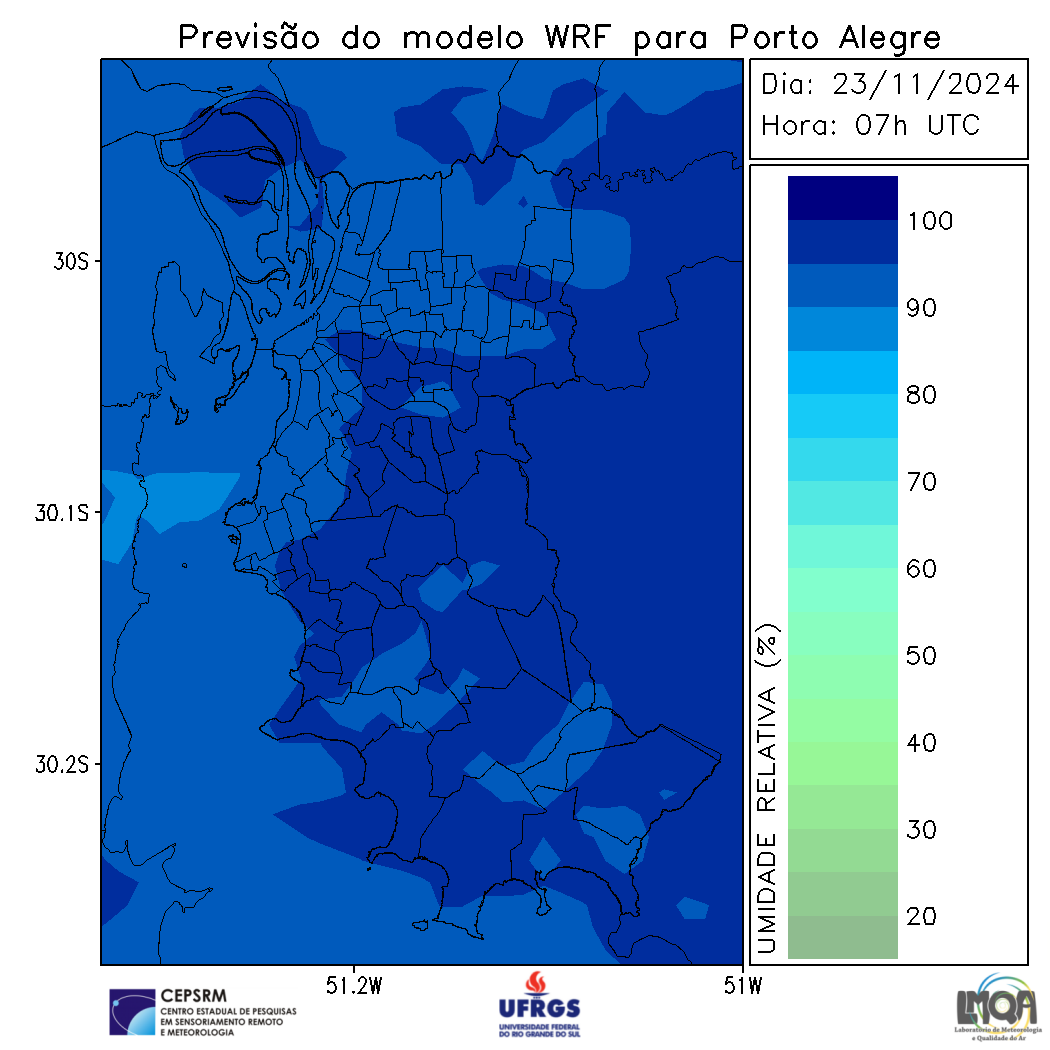 Previsão do modelo WRF para Porto Alegre
Dia: 23/11/2024
Hora: 07h UTC
100
90
80
70
60
50
40
30
20
UMIDADE RELATIVA (%)
30S
30.1S
30.2S
51.2W
51W
CEPSRM
CENTRO ESTADUAL DE PESQUISAS
EM SENSORIAMENTO REMOTO
E METEOROLOGIA
UFRGS
UNIVERSIDADE FEDERAL
DO RIO GRANDE DO SUL
LMQA
Laboratório de Meteorologia
e Qualidade do Ar